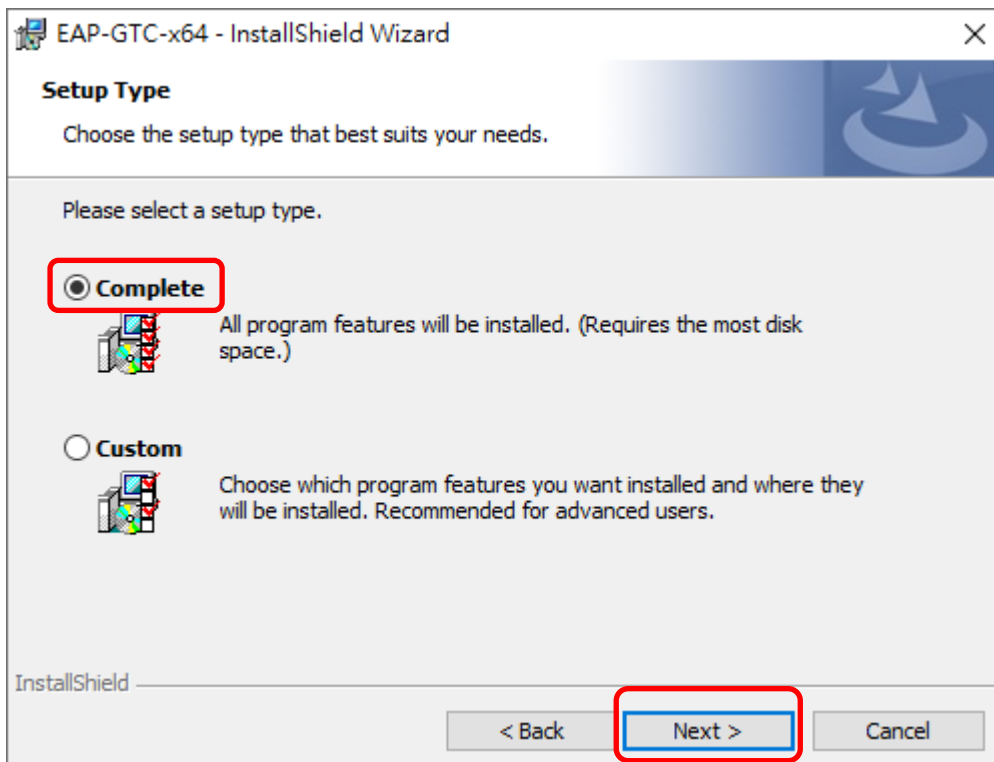 EAP-GTC-x64 - InstallShield Wizard
Setup Type
Choose the setup type that best suits your needs.
Please select a setup type.
Complete
All program features will be installed. (Requires the most disk
space.)
Custom
Choose which program features you want installed and where they
will be installed. Recommended for advanced users.
InstallShield
< Back
Next >
Cancel